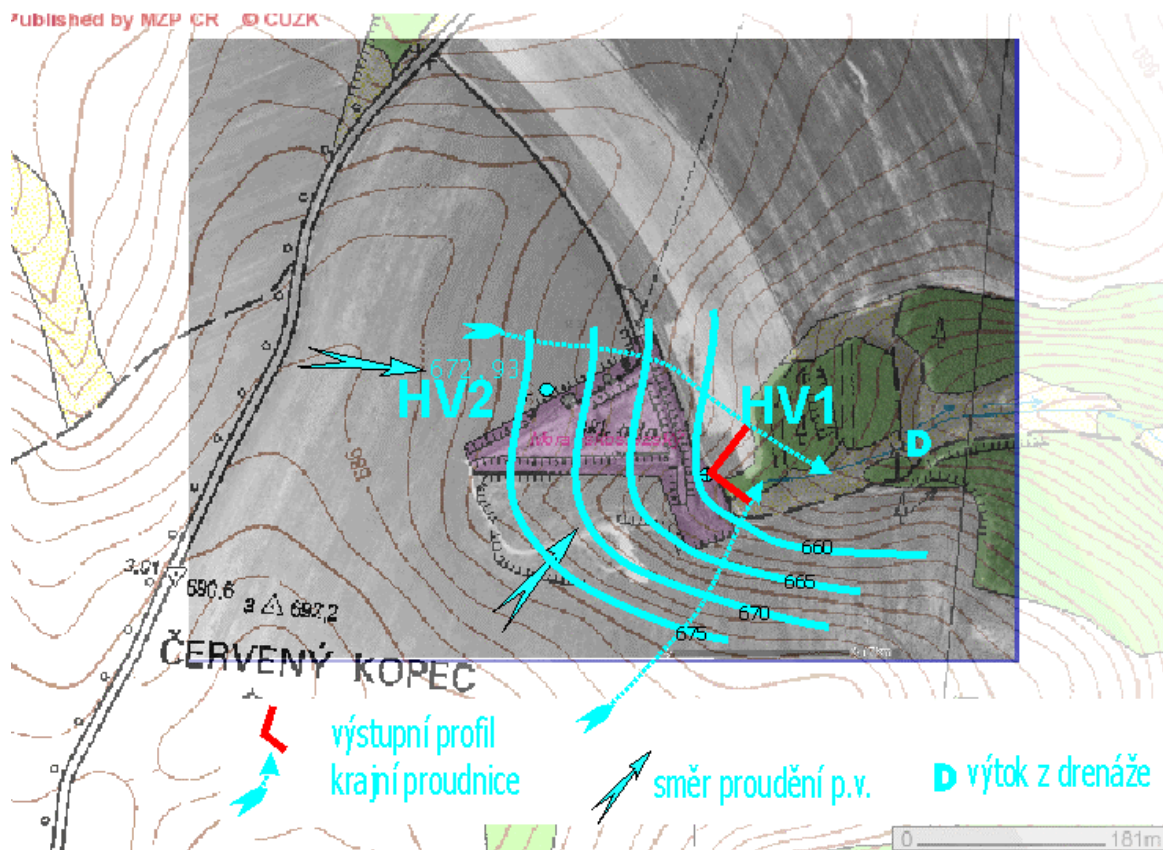 Published by MZP CR © CUZK
672,93
HV2
HV1
D
989
660
665
670
675
3.01
690,6
a 692,2
ČERVENÝ KOPEC
výstupní profil
krajní proudnice
směr proudění p.v.
D výtok z drenáže
0 181m